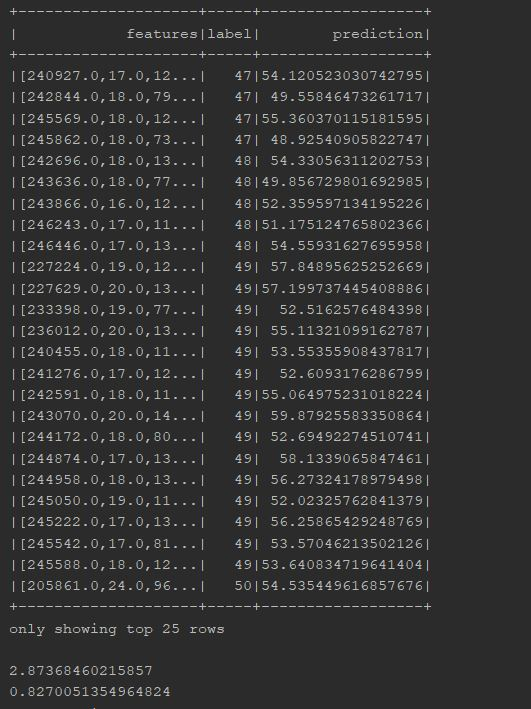 +--------------------+-----+------------------+
|            features|label|        prediction|
+--------------------+-----+------------------+
|[240927.0,17.0,12...|   47|54.120523030742795|
|[242844.0,18.0,79...|   47| 49.55846473261717|
|[245569.0,18.0,12...|   47|55.360370115181595|
|[245862.0,18.0,73...|   47| 48.92540905822747|
|[242696.0,18.0,13...|   48| 54.33056311202753|
|[243636.0,18.0,77...|   48|49.856729801692985|
|[243866.0,16.0,12...|   48|52.359597134195226|
|[246243.0,17.0,11...|   48|51.175124765802366|
|[246446.0,17.0,13...|   48| 54.55931627695958|
|[227224.0,19.0,12...|   49| 57.84895625252669|
|[227629.0,20.0,13...|   49|57.199737445408886|
|[233398.0,19.0,77...|   49|  52.5162576484398|
|[236012.0,20.0,13...|   49| 55.11321099162787|
|[240455.0,18.0,11...|   49| 53.55355908437817|
|[241276.0,17.0,12...|   49|  52.6093176286799|
|[242591.0,18.0,11...|   49|55.064975231018224|
|[243070.0,20.0,14...|   49| 59.87925583350864|
|[244172.0,18.0,80...|   49| 52.69492274510741|
|[244874.0,17.0,13...|   49|  58.1339065847461|
|[244958.0,18.0,13...|   49| 56.27324178979498|
|[245050.0,19.0,11...|   49| 52.02325762841379|
|[245222.0,17.0,13...|   49| 56.25865429248769|
|[245542.0,17.0,81...|   49| 53.57046213502126|
|[245588.0,18.0,12...|   49|53.640834719641404|
|[205861.0,24.0,96...|   50|54.535449616857676|
+--------------------+-----+------------------+
only showing top 25 rows
2.87368460215857
0.8270051354964824